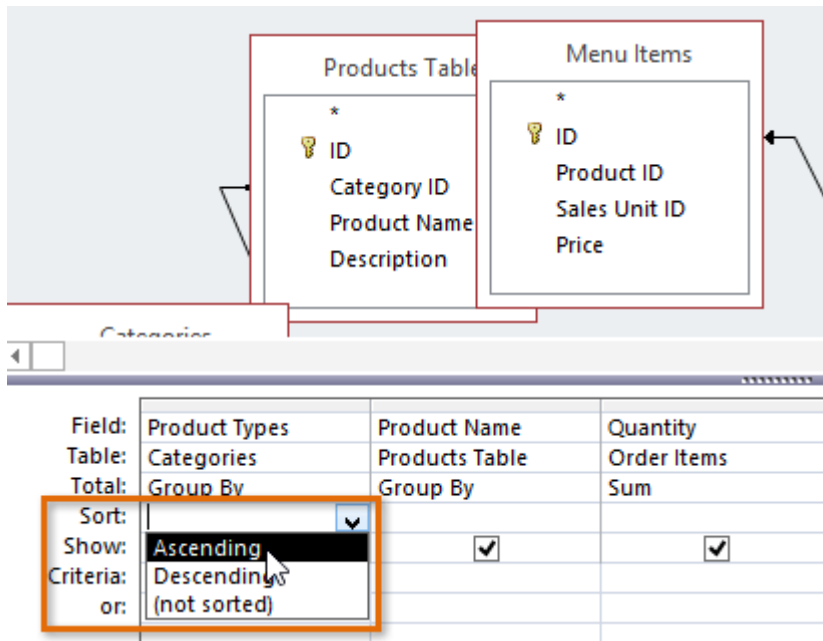 Products Table
*
ID
Category ID
Product Name
Description
Menu Items
*
ID
Product ID
Sales Unit ID
Price
Categories
Field: Product Types Product Name Quantity
Table: Categories Products Table Order Items
Total: Group By Group By Sum
Sort:
Show: Ascending
Criteria: Descending
or: (not sorted)